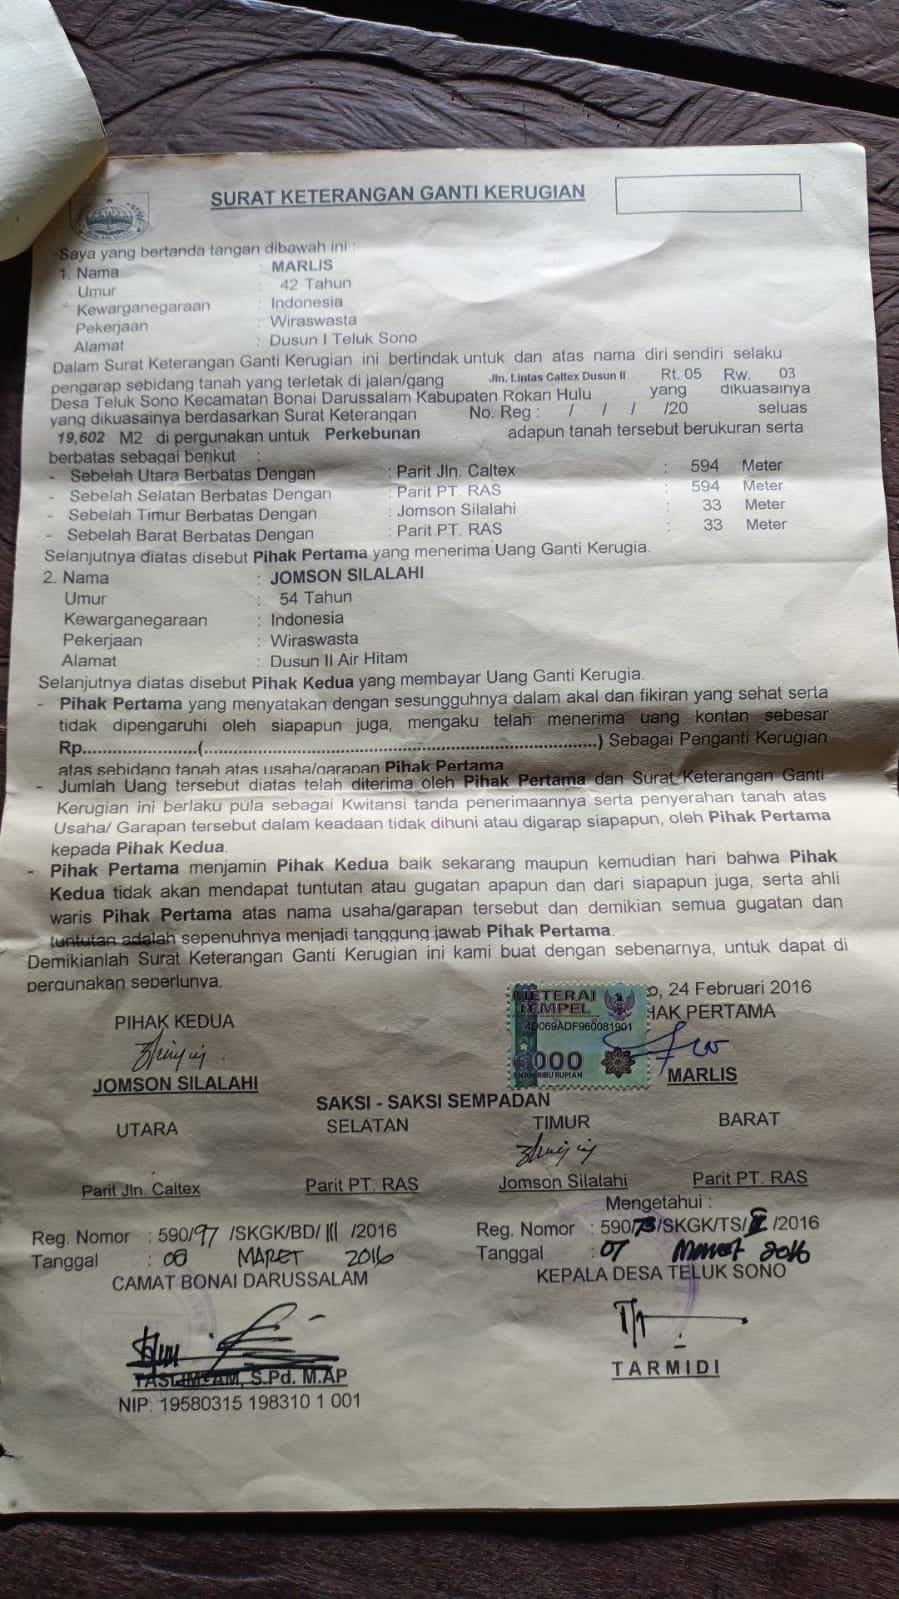 SURAT KETERANGAN GANTI KERUGIAN
Saya yang bertanda tangan dibawah ini :
1. Nama : MARLIS
Umur : 42 Tahun
Kewarganegaraan : Indonesia
Pekerjaan : Wiraswasta
Alamat : Dusun I Teluk Sono
Dalam Surat Keterangan Ganti Kerugian ini bertindak untuk dan atas nama diri sendiri selaku
pengarap sebidang tanah yang terletak di jalan/gang Jln. Lintas Caltex Dusun II Rt. 05 Rw. 03
Desa Teluk Sono Kecamatan Bonai Darussalam Kabupaten Rokan Hulu yang dikuasainya
yang dikuasainya berdasarkan Surat Keterangan No. Reg : / / / /20 seluas
19,602 M2 di pergunakan untuk Perkebunan adapun tanah tersebut berukuran serta
berbatas sebagai berikut :
- Sebelah Utara Berbatas Dengan : Parit Jln. Caltex : 594 Meter
- Sebelah Selatan Berbatas Dengan : Parit PT. RAS : 594 Meter
- Sebelah Timur Berbatas Dengan : Jomson Silalahi : 33 Meter
- Sebelah Barat Berbatas Dengan : Parit PT. RAS : 33 Meter
Selanjutnya diatas disebut Pihak Pertama yang menerima Uang Ganti Kerugia.
2. Nama : JOMSON SILALAHI
Umur : 54 Tahun
Kewarganegaraan : Indonesia
Pekerjaan : Wiraswasta
Alamat : Dusun II Air Hitam
Selanjutnya diatas disebut Pihak Kedua yang membayar Uang Ganti Kerugia.
- Pihak Pertama yang menyatakan dengan sesungguhnya dalam akal dan fikiran yang sehat serta
tidak dipengaruhi oleh siapapun juga, mengaku telah menerima uang kontan sebesar
Rp......................(............................................................................) Sebagai Penganti Kerugian
atas sebidang tanah atas usaha/garapan Pihak Pertama
- Jumlah Uang tersebut diatas telah diterima oleh Pihak Pertama dan Surat Keterangan Ganti
Kerugian ini berlaku pula sebagai Kwitansi tanda penerimaannya serta penyerahan tanah atas
Usaha/ Garapan tersebut dalam keadaan tidak dihuni atau digarap siapapun, oleh Pihak Pertama
kepada Pihak Kedua.
- Pihak Pertama menjamin Pihak Kedua baik sekarang maupun kemudian hari bahwa Pihak
Kedua tidak akan mendapat tuntutan atau gugatan apapun dan dari siapapun juga, serta ahli
waris Pihak Pertama atas nama usaha/garapan tersebut dan demikian semua gugatan dan
tuntutan adalah sepenuhnya menjadi tanggung jawab Pihak Pertama.
Demikianlah Surat Keterangan Ganti Kerugian ini kami buat dengan sebenarnya, untuk dapat di
pergunakan seperlunya.
o, 24 Februari 2016
PIHAK KEDUA
HAK PERTAMA
METERAI
TEMPEL
4D069ADF960081901
6000
ENAM RIBU RUPIAH
JOMSON SILALAHI
MARLIS
SAKSI - SAKSI SEMPADAN
UTARA SELATAN TIMUR BARAT
Parit Jln. Caltex Parit PT. RAS Jomson Silalahi Parit PT. RAS
Mengetahui :
Reg. Nomor : 590/97 /SKGK/BD/ III /2016
Tanggal : 08 MARET 2016
CAMAT BONAI DARUSSALAM
Reg. Nomor : 590/73/SKGK/TS/ /2016
Tanggal : 07 Maret 2016
KEPALA DESA TELUK SONO
S.Pd. M.AP
NIP. 19580315 198310 1 001
TARMIDI